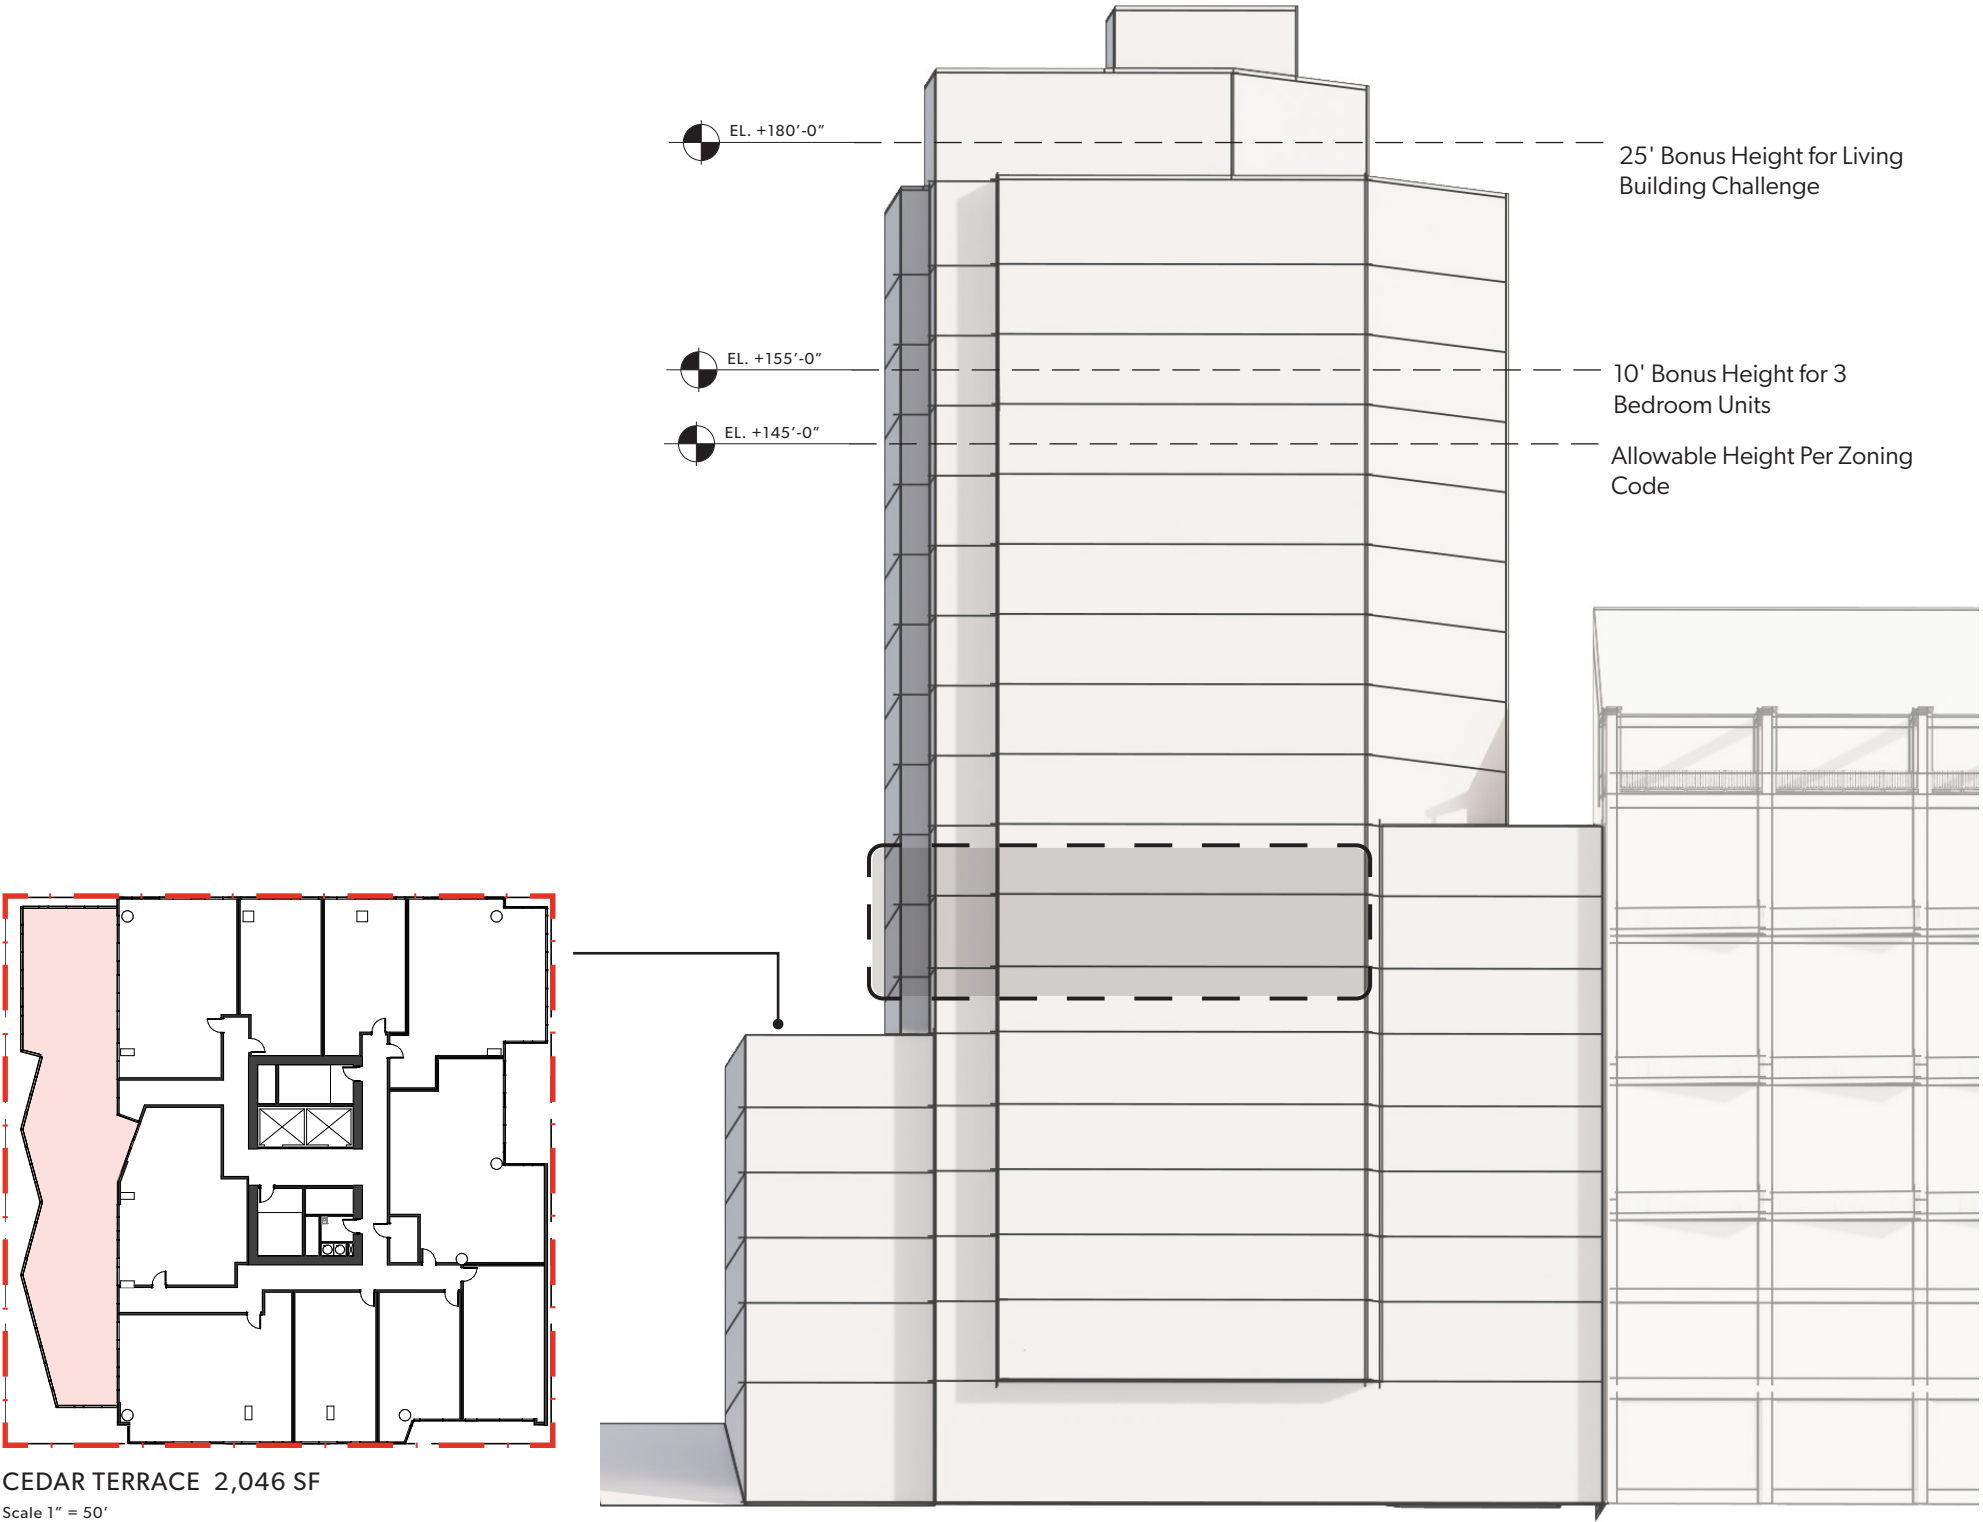 EL. +180’-0”
25' Bonus Height for Living
Building Challenge
EL. +155’-0”
10' Bonus Height for 3
Bedroom Units
EL. +145’-0”
Allowable Height Per Zoning
Code
CEDAR TERRACE 2,046 SF
Scale 1” = 50’